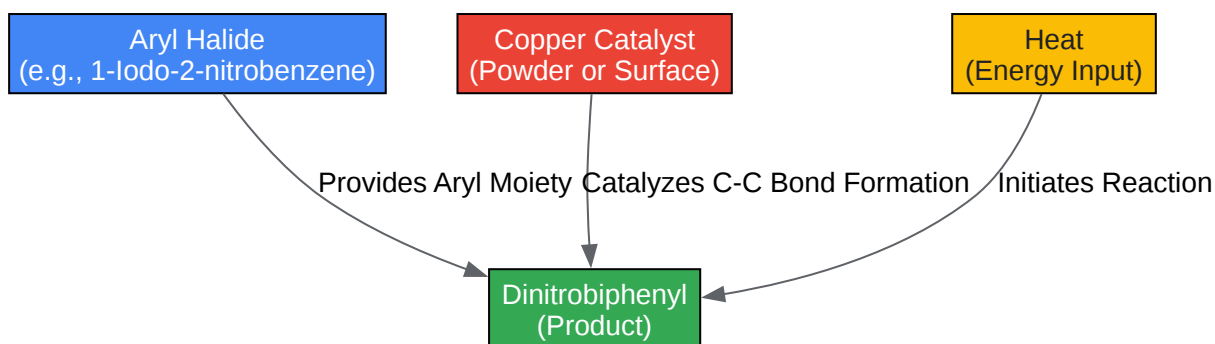 Aryl Halide
(e.g., 1-Iodo-2-nitrobenzene)
Copper Catalyst
(Powder or Surface)
Heat
(Energy Input)
Provides Aryl Moiety
Catalyzes C-C Bond Formation
Initiates Reaction
Dinitrobiphenyl
(Product)